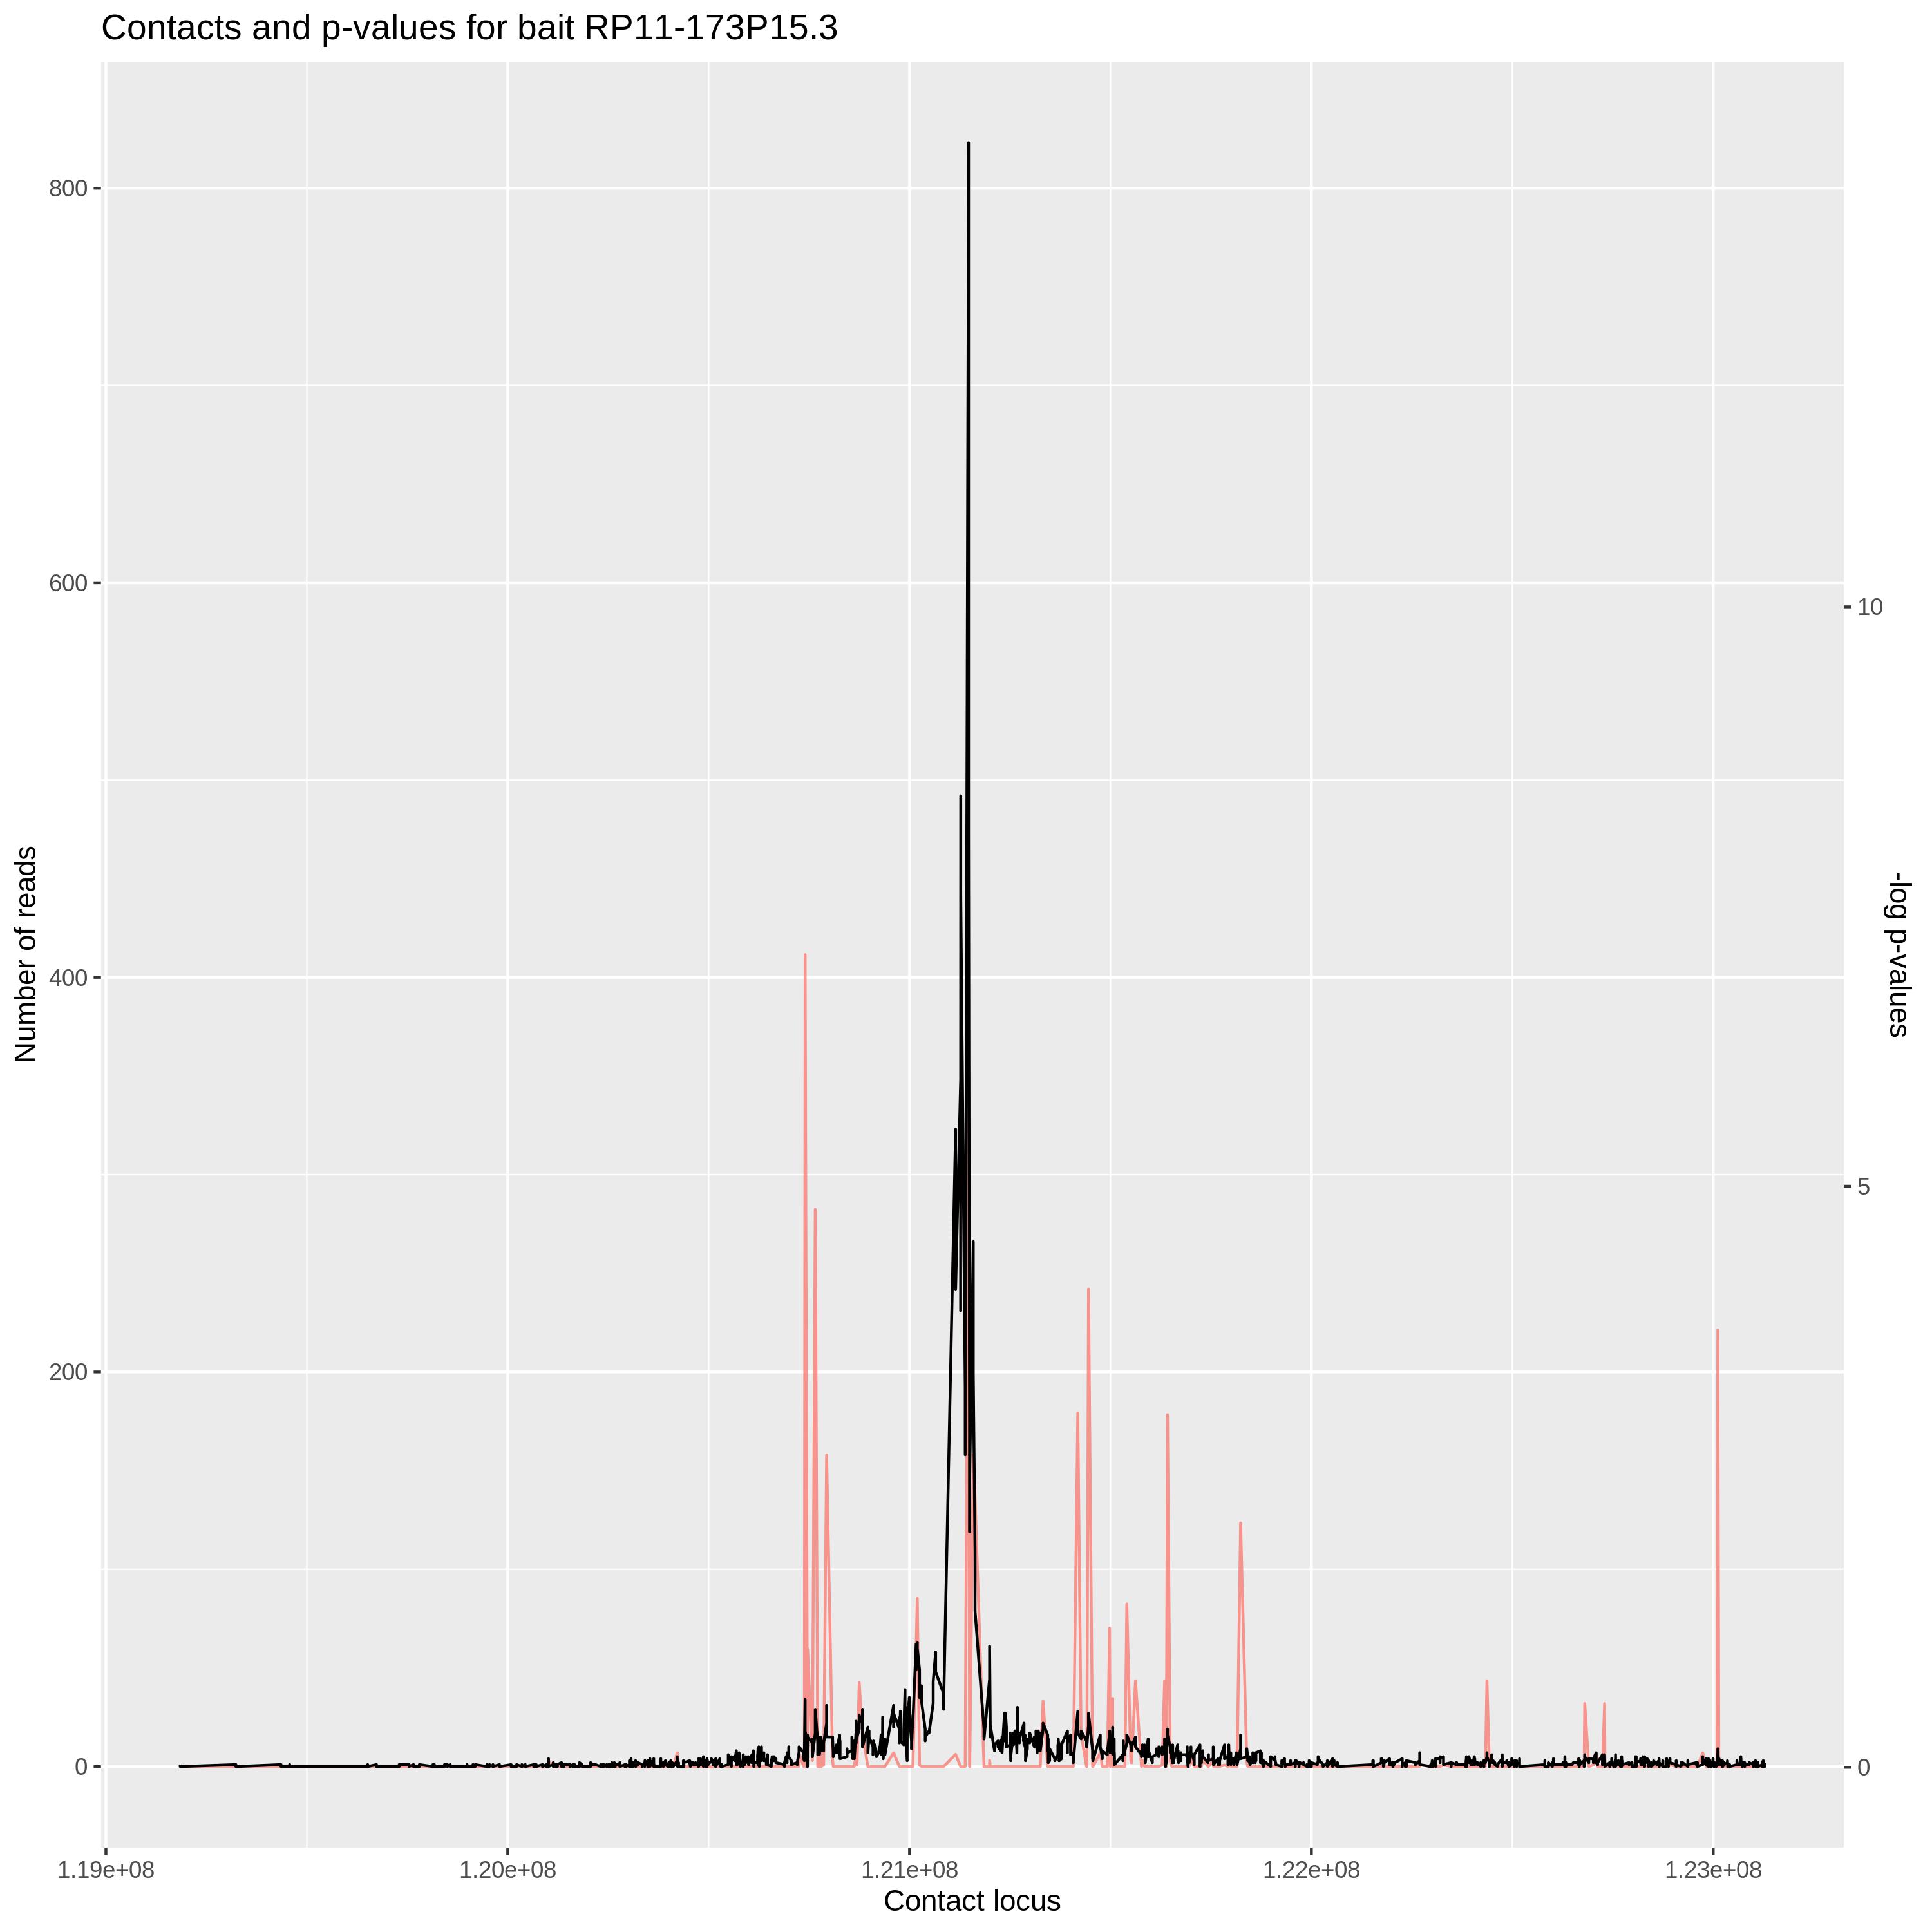 Contacts and p-values for bait RP11-173P15.3
800
600
400
200
0
Number of reads
10
5
0
-log p-values
1.19e+08 1.20e+08 1.21e+08 1.22e+08 1.23e+08
Contact locus